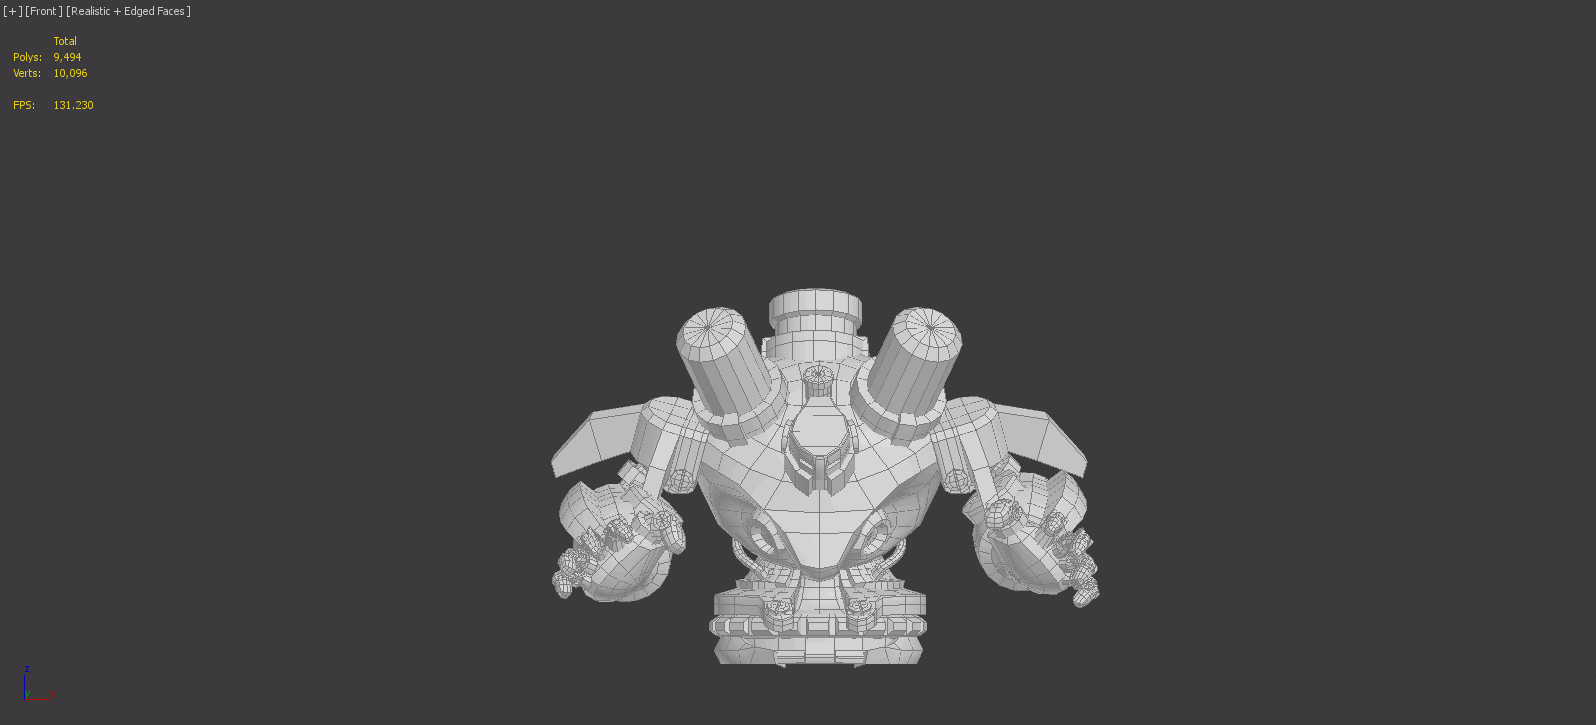 [+] [Front ] [Realistic + Edged Faces ]
Total
Polys: 9,494
Verts: 10,096
FPS: 131.230
z
y
x